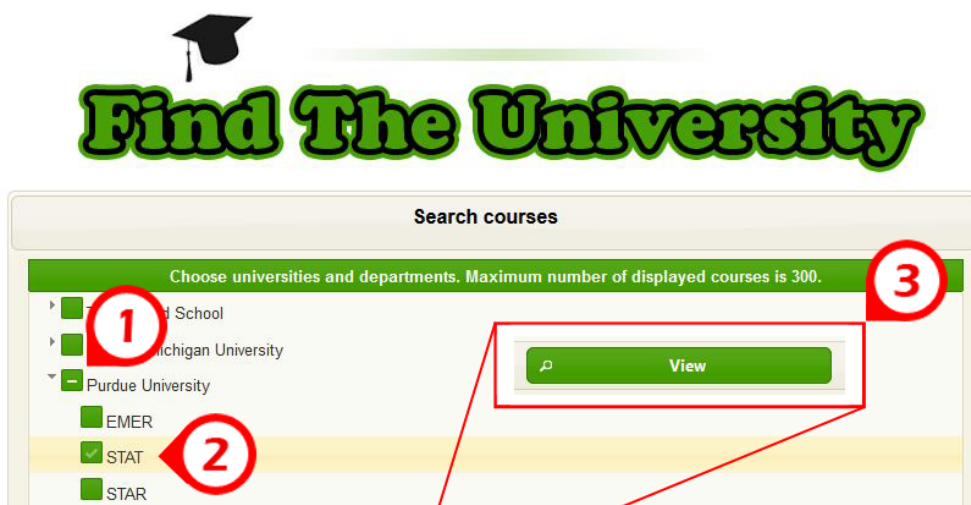 Find The University
Search courses
Choose universities and departments. Maximum number of displayed courses is 300.
3
1
School
ichigan University
View
Purdue University
EMER
STAT
2
STAR